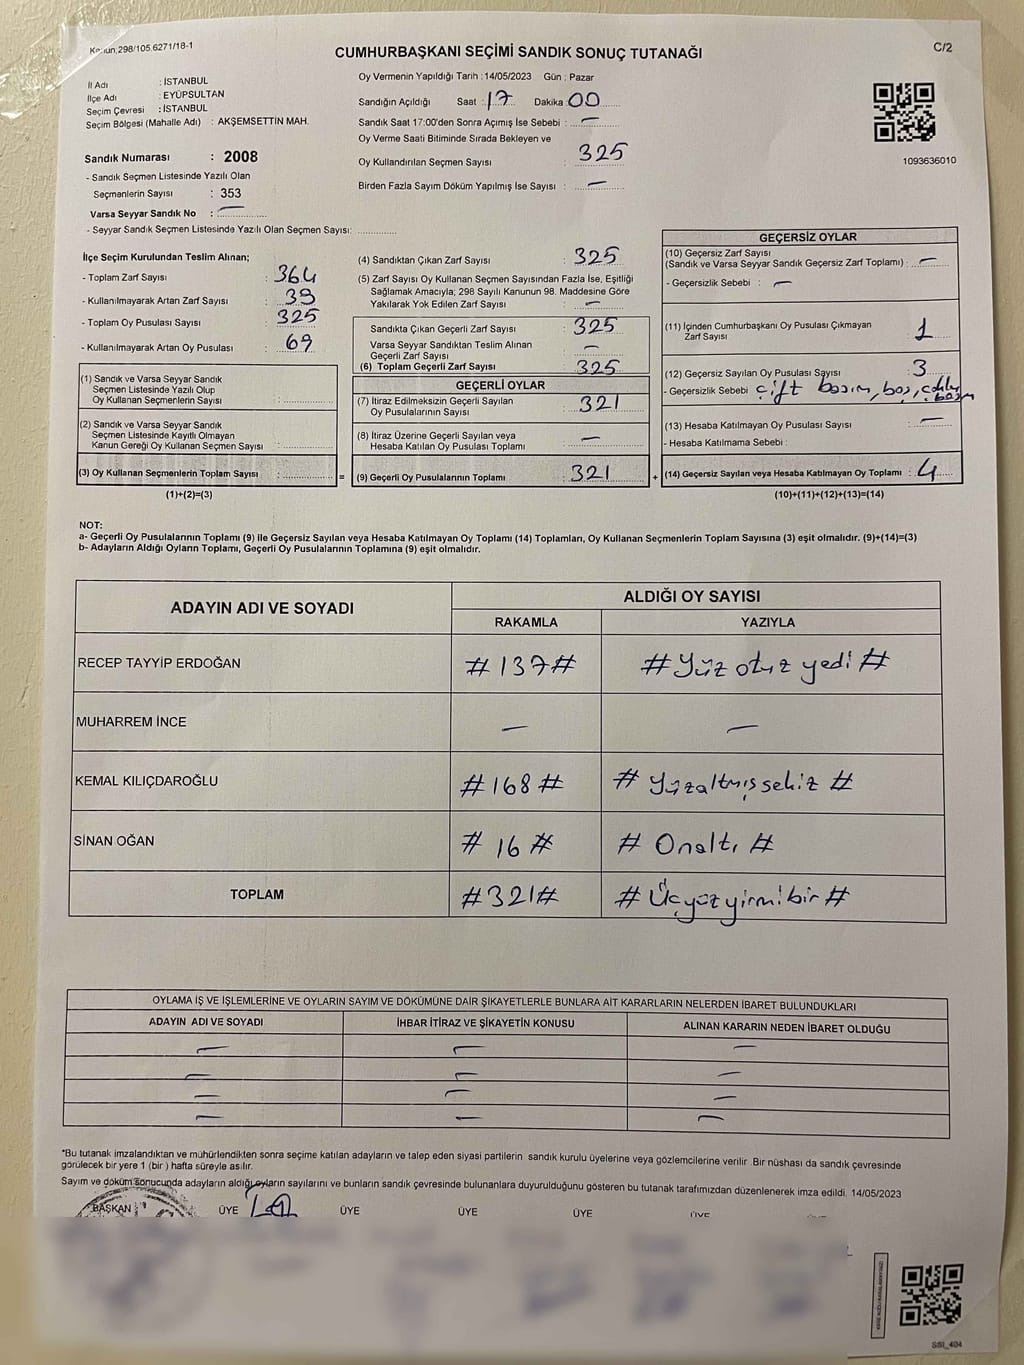 Kanun,298/105.6271/18-1
C/2
CUMHURBAŞKANI SEÇİMİ SANDIK SONUÇ TUTANAĞI
İl Adı : İSTANBUL
İlçe Adı : EYÜPSULTAN
Seçim Çevresi : İSTANBUL
Seçim Bölgesi (Mahalle Adı) : AKŞEMSETTİN MAH.
Sandık Numarası : 2008
- Sandık Seçmen Listesinde Yazılı Olan
Seçmenlerin Sayısı : 353
Varsa Seyyar Sandık No : —
- Seyyar Sandık Seçmen Listesinde Yazılı Olan Seçmen Sayısı: ............
Oy Vermenin Yapıldığı Tarih :14/05/2023 Gün : Pazar
Sandığın Açıldığı Saat : 17 Dakika : 00
Sandık Saat 17:00'den Sonra Açımış İse Sebebi : —
Oy Verme Saati Bitiminde Sırada Bekleyen ve
Oy Kullandırılan Seçmen Sayısı : 325
Birden Fazla Sayım Döküm Yapılmış İse Sayısı : —
1093636010
İlçe Seçim Kurulundan Teslim Alınan;
- Toplam Zarf Sayısı : 364
- Kullanılmayarak Artan Zarf Sayısı : 39
- Toplam Oy Pusulası Sayısı : 325
- Kullanılmayarak Artan Oy Pusulası : 69
(1) Sandık ve Varsa Seyyar Sandık
Seçmen Listesinde Yazılı Olup
Oy Kullanan Seçmenlerin Sayısı : ............
(2) Sandık ve Varsa Seyyar Sandık
Seçmen Listesinde Kayıtlı Olmayan
Kanun Gereği Oy Kullanan Seçmen Sayısı : ............
(3) Oy Kullanan Seçmenlerin Toplam Sayısı : ............ =
(1)+(2)=(3)
(4) Sandıktan Çıkan Zarf Sayısı : 325
(5) Zarf Sayısı Oy Kullanan Seçmen Sayısından Fazla İse, Eşitliği
Sağlamak Amacıyla; 298 Sayılı Kanunun 98. Maddesine Göre
Yakılarak Yok Edilen Zarf Sayısı : —
Sandıkta Çıkan Geçerli Zarf Sayısı : 325
Varsa Seyyar Sandıktan Teslim Alınan
Geçerli Zarf Sayısı : —
(6) Toplam Geçerli Zarf Sayısı : 325
GEÇERLİ OYLAR
(7) İtiraz Edilmeksizin Geçerli Sayılan
Oy Pusulalarının Sayısı : 321
(8) İtiraz Üzerine Geçerli Sayılan veya
Hesaba Katılan Oy Pusulası Toplamı : —
(9) Geçerli Oy Pusulalarının Toplamı : 321 +
GEÇERSİZ OYLAR
(10) Geçersiz Zarf Sayısı
(Sandık ve Varsa Seyyar Sandık Geçersiz Zarf Toplamı) : —
- Geçersizlik Sebebi : —
(11) İçinden Cumhurbaşkanı Oy Pusulası Çıkmayan
Zarf Sayısı : 1
(12) Geçersiz Sayılan Oy Pusulası Sayısı : 3
- Geçersizlik Sebebi : çift basım, boş,
(13) Hesaba Katılmayan Oy Pusulası Sayısı : —
- Hesaba Katılmama Sebebi :
(14) Geçersiz Sayılan veya Hesaba Katılmayan Oy Toplamı : 4
(10)+(11)+(12)+(13)=(14)
NOT:
a- Geçerli Oy Pusulalarının Toplamı (9) ile Geçersiz Sayılan veya Hesaba Katılmayan Oy Toplamı (14) Toplamları, Oy Kullanan Seçmenlerin Toplam Sayısına (3) eşit olmalıdır. (9)+(14)=(3)
b- Adayların Aldığı Oyların Toplamı, Geçerli Oy Pusulalarının Toplamına (9) eşit olmalıdır.
ADAYIN ADI VE SOYADI ALDIĞI OY SAYISI
RAKAMLA YAZIYLA
RECEP TAYYİP ERDOĞAN #137# #Yüz otuz yedi#
MUHARREM İNCE — —
KEMAL KILIÇDAROĞLU #168# #Yüzaltmışsekiz#
SİNAN OĞAN #16# #Onaltı#
TOPLAM #321# #Üçyüzyirmibir#
OYLAMA İŞ VE İŞLEMLERİNE VE OYLARIN SAYIM VE DÖKÜMÜNE DAİR ŞİKAYETLERLE BUNLARA AİT KARARLARIN NELERDEN İBARET BULUNDUKLARI
ADAYIN ADI VE SOYADI İHBAR İTİRAZ VE ŞİKAYETİN KONUSU ALINAN KARARIN NEDEN İBARET OLDUĞU
— — —
— — —
— — —
— — —
*Bu tutanak imzalandıktan ve mühürlendikten sonra seçime katılan adayların ve talep eden siyasi partilerin sandık kurulu üyelerine veya gözlemcilerine verilir. Bir nüshası da sandık çevresinde
görülecek bir yere 1 (bir ) hafta süreyle asılır.
Sayım ve döküm sonucunda adayların aldığı oyların sayılarını ve bunların sandık çevresinde bulunanlara duyurulduğunu gösteren bu tutanak tarafımızdan düzenlenerek imza edildi. 14/05/2023
BAŞKAN ÜYE ÜYE ÜYE ÜYE ÜYE